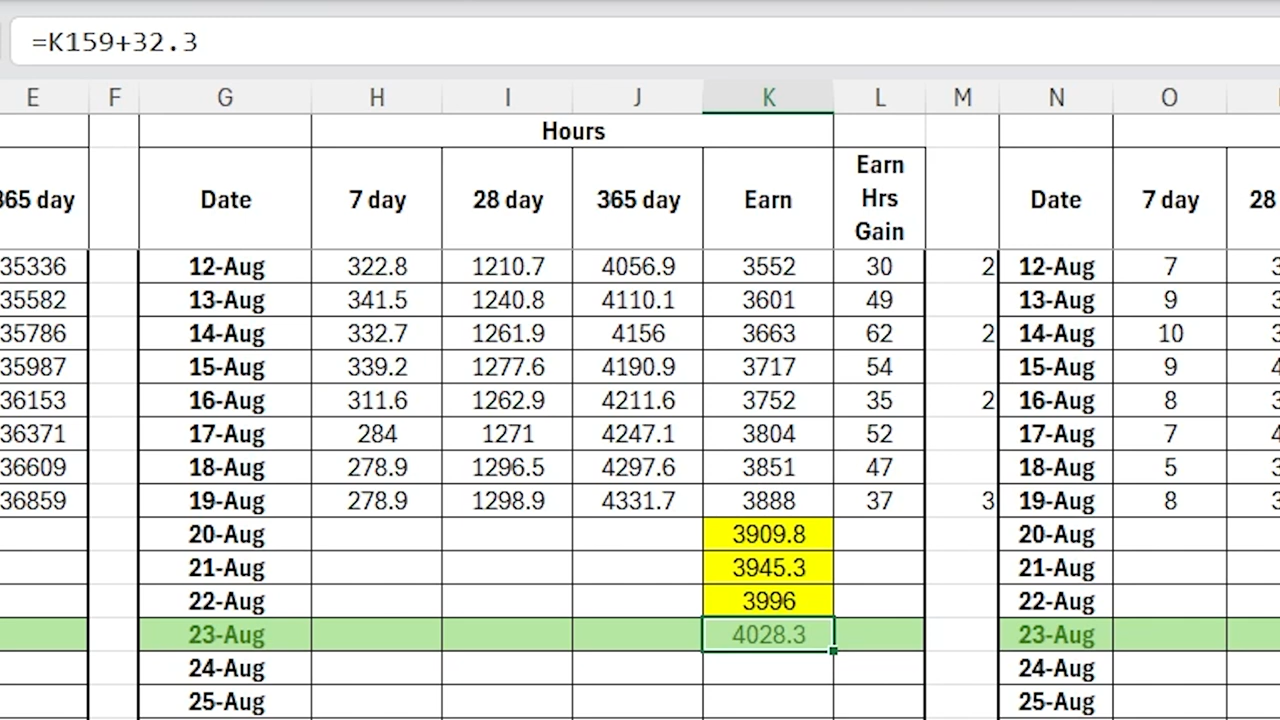 =K159+32.3
E F G H I J K L M N O
Hours
365 day Date 7 day 28 day 365 day Earn Earn Hrs Gain Date 7 day 28
35336 12-Aug 322.8 1210.7 4056.9 3552 30 2 12-Aug 7
35582 13-Aug 341.5 1240.8 4110.1 3601 49 13-Aug 9
35786 14-Aug 332.7 1261.9 4156 3663 62 2 14-Aug 10
35987 15-Aug 339.2 1277.6 4190.9 3717 54 15-Aug 9
36153 16-Aug 311.6 1262.9 4211.6 3752 35 2 16-Aug 8
36371 17-Aug 284 1271 4247.1 3804 52 17-Aug 7
36609 18-Aug 278.9 1296.5 4297.6 3851 47 18-Aug 5
36859 19-Aug 278.9 1298.9 4331.7 3888 37 3 19-Aug 8
20-Aug 3909.8 20-Aug
21-Aug 3945.3 21-Aug
22-Aug 3996 22-Aug
23-Aug 4028.3 23-Aug
24-Aug 24-Aug
25-Aug 25-Aug